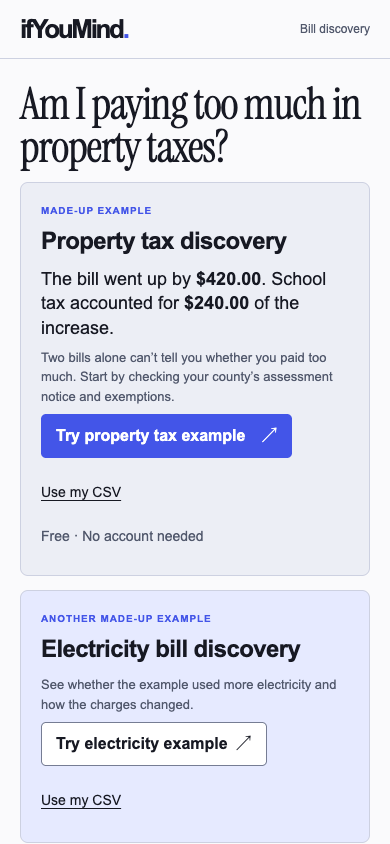 ifYouMind.
Bill discovery
Am I paying too much in
property taxes?
MADE-UP EXAMPLE
Property tax discovery
The bill went up by $420.00. School
tax accounted for $240.00 of the
increase.
Two bills alone can’t tell you whether you paid too
much. Start by checking your county’s assessment
notice and exemptions.
Try property tax example ↗
Use my CSV
Free · No account needed
ANOTHER MADE-UP EXAMPLE
Electricity bill discovery
See whether the example used more electricity and
how the charges changed.
Try electricity example ↗
Use my CSV